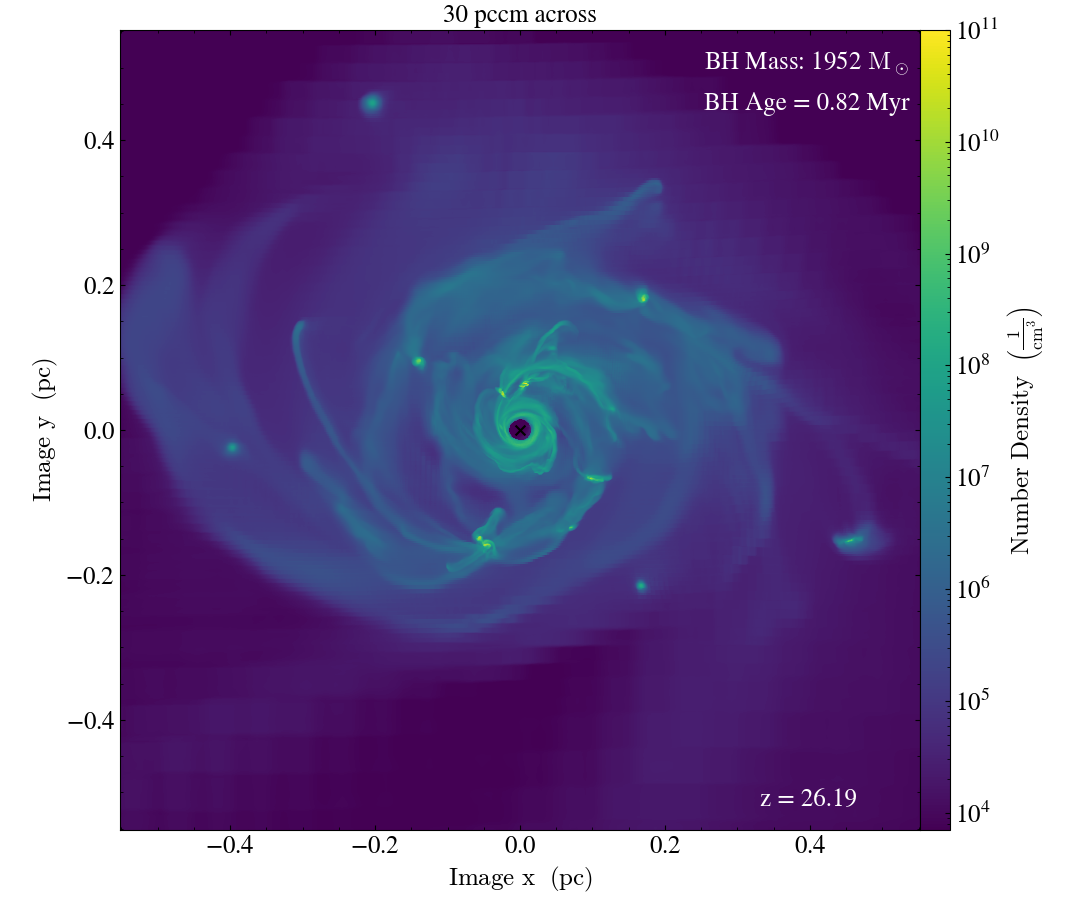 30 pccm across
BH Mass: 1952 M⊙
BH Age = 0.82 Myr
z = 26.19
0.4
0.2
0.0
−0.2
−0.4
−0.4
−0.2
0.0
0.2
0.4
Image x (pc)
Image y (pc)
10¹¹
10¹⁰
10⁹
10⁸
10⁷
10⁶
10⁵
10⁴
Number Density (1/cm³)